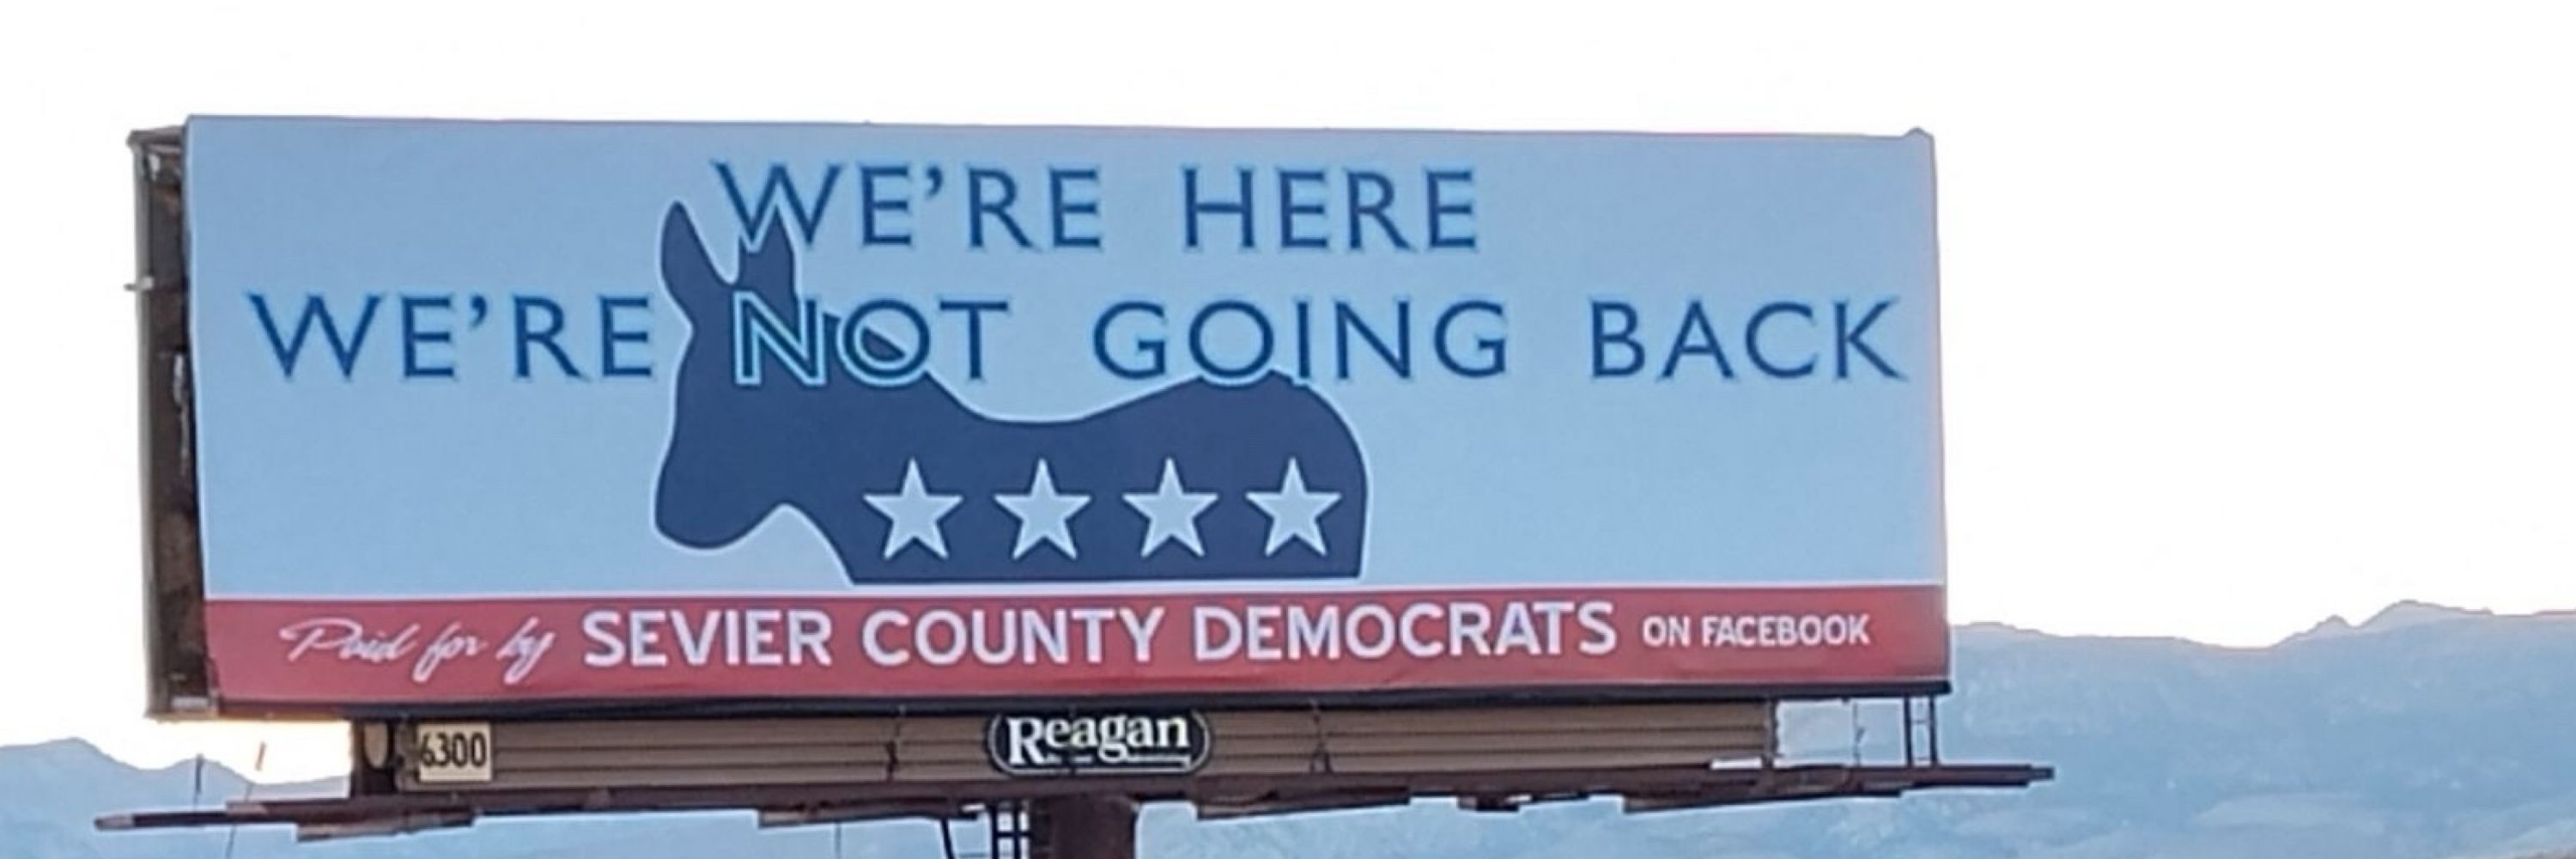 WE'RE HERE
WE'RE NOT GOING BACK
Paid for by SEVIER COUNTY DEMOCRATS ON FACEBOOK
6300
Reagan